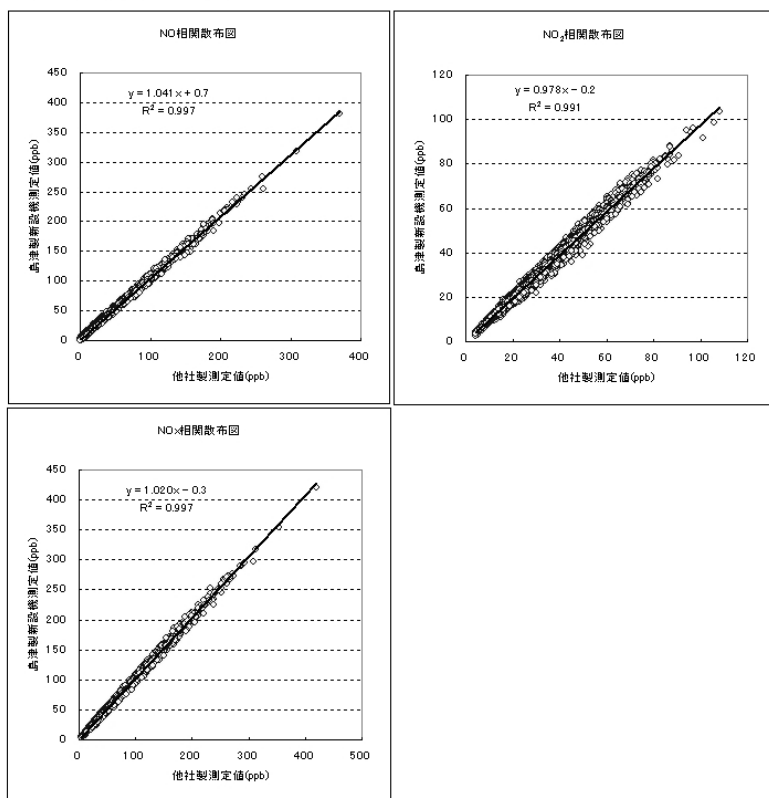 NO相関散布図
y = 1.041x + 0.7
R² = 0.997
島津製新設機測定値(ppb)
450
400
350
300
250
200
150
100
50
0
0 100 200 300 400
他社製測定値(ppb)
NO₂相関散布図
y = 0.978x − 0.2
R² = 0.991
島津製新設機測定値(ppb)
120
100
80
60
40
20
0
0 20 40 60 80 100 120
他社製測定値(ppb)
NOx相関散布図
y = 1.020x − 0.3
R² = 0.997
島津製新設機測定値(ppb)
450
400
350
300
250
200
150
100
50
0
0 100 200 300 400 500
他社製測定値(ppb)